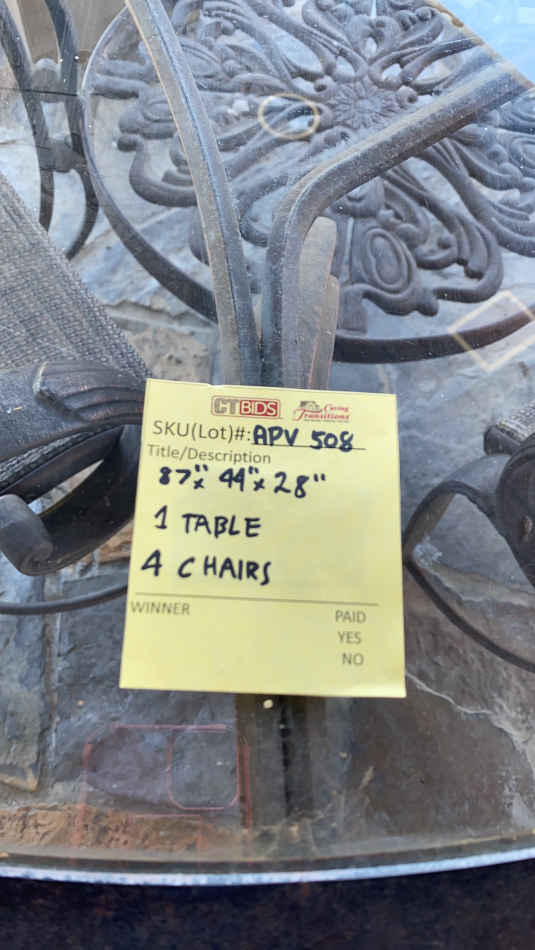 CTBIDS Caring Transitions
SKU(Lot)#: APV 508
Title/Description
87" x 44" x 28"
1 TABLE
4 CHAIRS
WINNER PAID
YES
NO